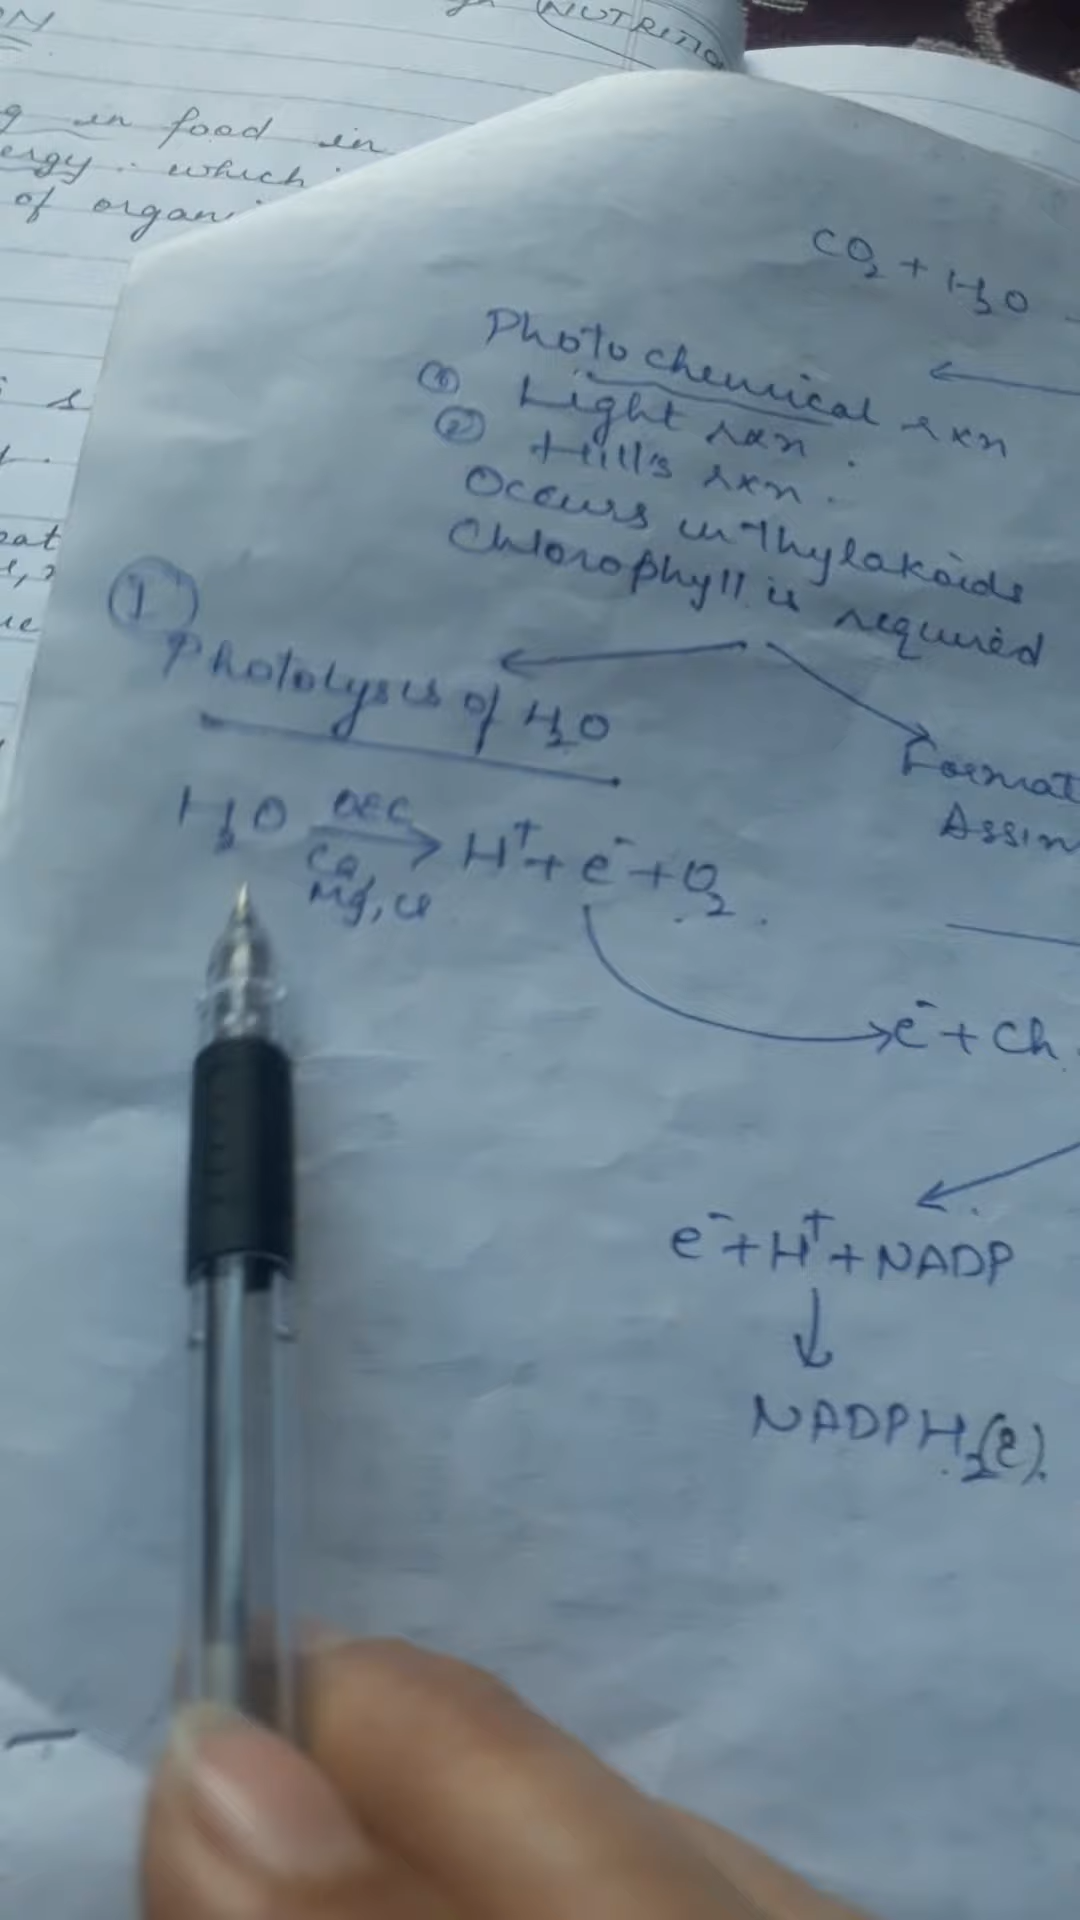 NUTRITIO
in food in
ergy. which
of organi
CO2 + H2O
Photochemical rxn
① Light rxn.
② Hill's rxn.
Occurs in Thylakoids
Chlorophyll is required
① Photolysis of H2O
Format
Assim
H2O OEC Ca, Mg, Cl → H+ + e- + O2.
e- + Ch
e- + H+ + NADP
↓
NADPH2(2).